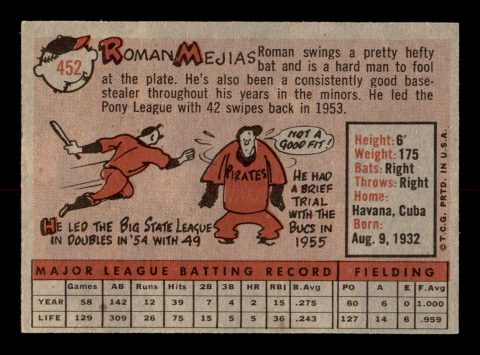 452
ROMAN MEJIAS
Roman swings a pretty hefty
bat and is a hard man to fool
at the plate. He's also been a consistently good base-
stealer throughout his years in the minors. He led the
Pony League with 42 swipes back in 1953.
HE LED THE BIG STATE LEAGUE
IN DOUBLES IN '54 WITH 49
NOT A
GOOD FIT!
PIRATES
HE HAD
A BRIEF
TRIAL
WITH THE
BUCS IN
1955
Height: 6'
Weight: 175
Bats: Right
Throws: Right
Home:
Havana, Cuba
Born:
Aug. 9, 1932
© T.C.G. PRTD. IN U.S.A.
MAJOR LEAGUE BATTING RECORD FIELDING
Games AB Runs Hits 2B 3B HR RBI B.Avg PO A E F.Avg
YEAR 58 142 12 39 7 4 2 15 .275 60 6 0 1.000
LIFE 129 309 26 75 15 5 5 36 .243 127 14 6 .959